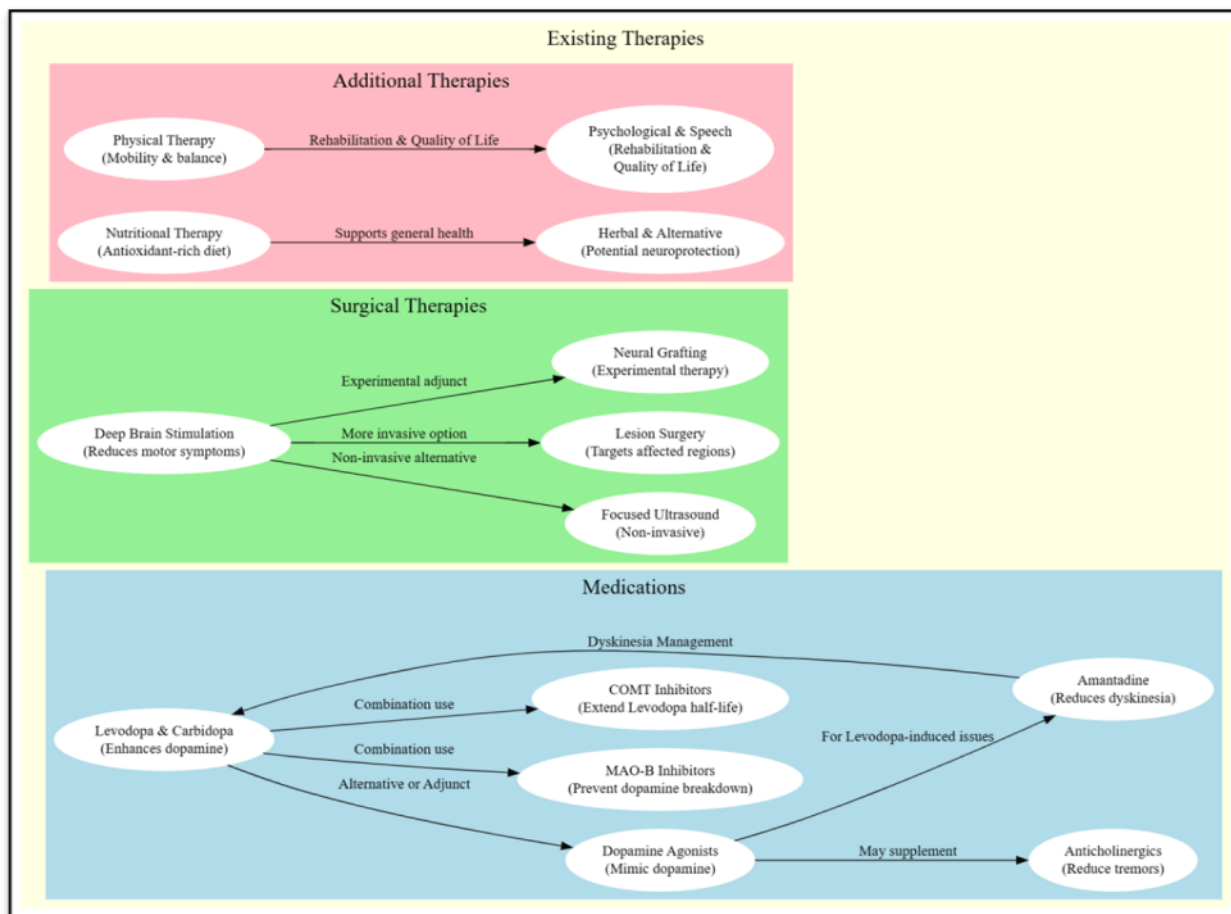 Existing Therapies
Additional Therapies
Physical Therapy
(Mobility & balance)
Rehabilitation & Quality of Life
Psychological & Speech
(Rehabilitation &
Quality of Life)
Nutritional Therapy
(Antioxidant-rich diet)
Supports general health
Herbal & Alternative
(Potential neuroprotection)
Surgical Therapies
Neural Grafting
(Experimental therapy)
Experimental adjunct
Deep Brain Stimulation
(Reduces motor symptoms)
More invasive option
Lesion Surgery
(Targets affected regions)
Non-invasive alternative
Focused Ultrasound
(Non-invasive)
Medications
Dyskinesia Management
Amantadine
(Reduces dyskinesia)
COMT Inhibitors
(Extend Levodopa half-life)
Combination use
Levodopa & Carbidopa
(Enhances dopamine)
For Levodopa-induced issues
Combination use
MAO-B Inhibitors
(Prevent dopamine breakdown)
Alternative or Adjunct
Dopamine Agonists
(Mimic dopamine)
May supplement
Anticholinergics
(Reduce tremors)